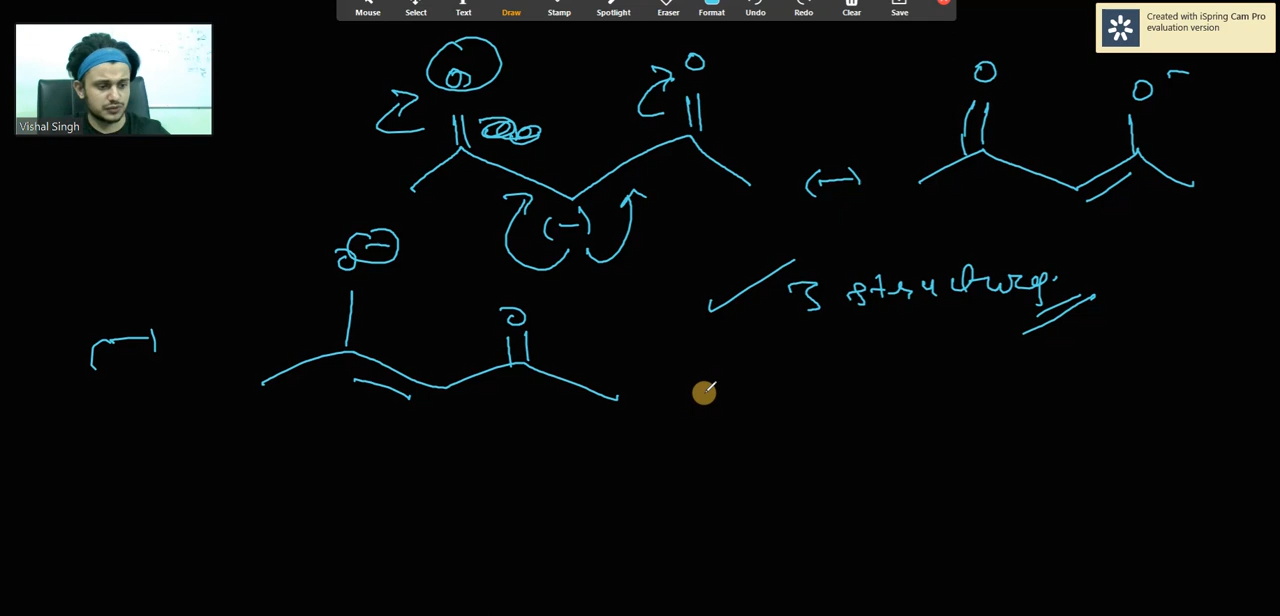 Mouse Select Text Draw Stamp Spotlight Eraser Format Undo Redo Clear Save
Created with iSpring Cam Pro
evaluation version
Vishal Singh
O O O O⁻
(-)
3 structures.
O⁻
O